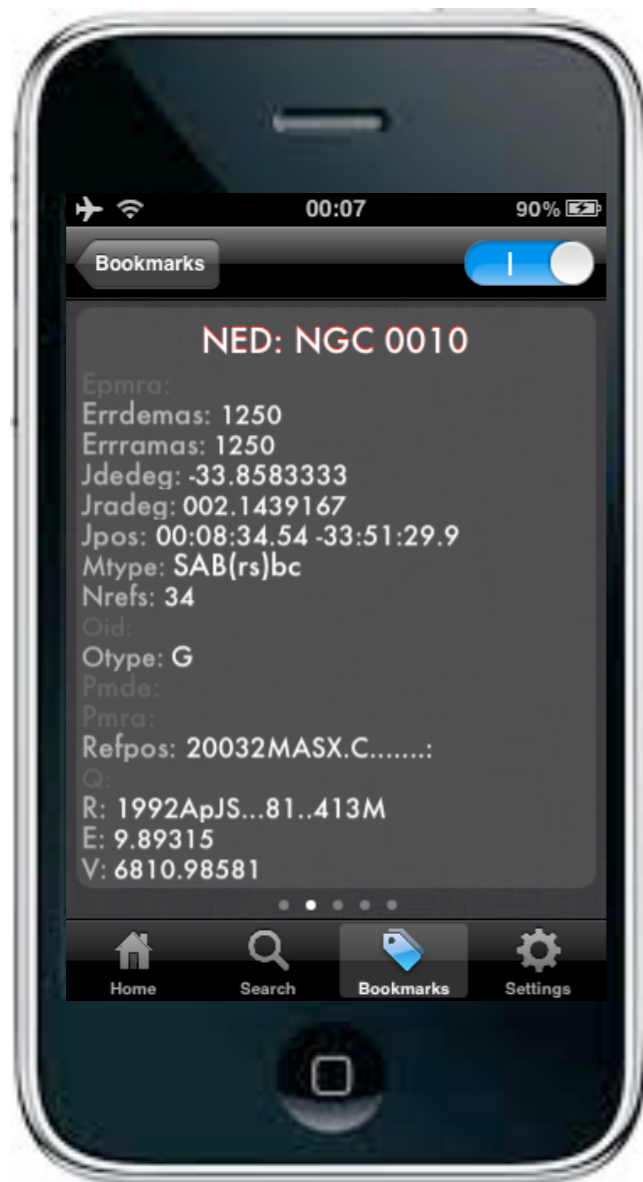 00:07 90%
Bookmarks
NED: NGC 0010
Epmra:
Errdemas: 1250
Errramas: 1250
Jdedeg: -33.8583333
Jradeg: 002.1439167
Jpos: 00:08:34.54 -33:51:29.9
Mtype: SAB(rs)bc
Nrefs: 34
Oid:
Otype: G
Pmde:
Pmra:
Refpos: 20032MASX.C.......:
Q:
R: 1992ApJS...81..413M
E: 9.89315
V: 6810.98581
Home Search Bookmarks Settings